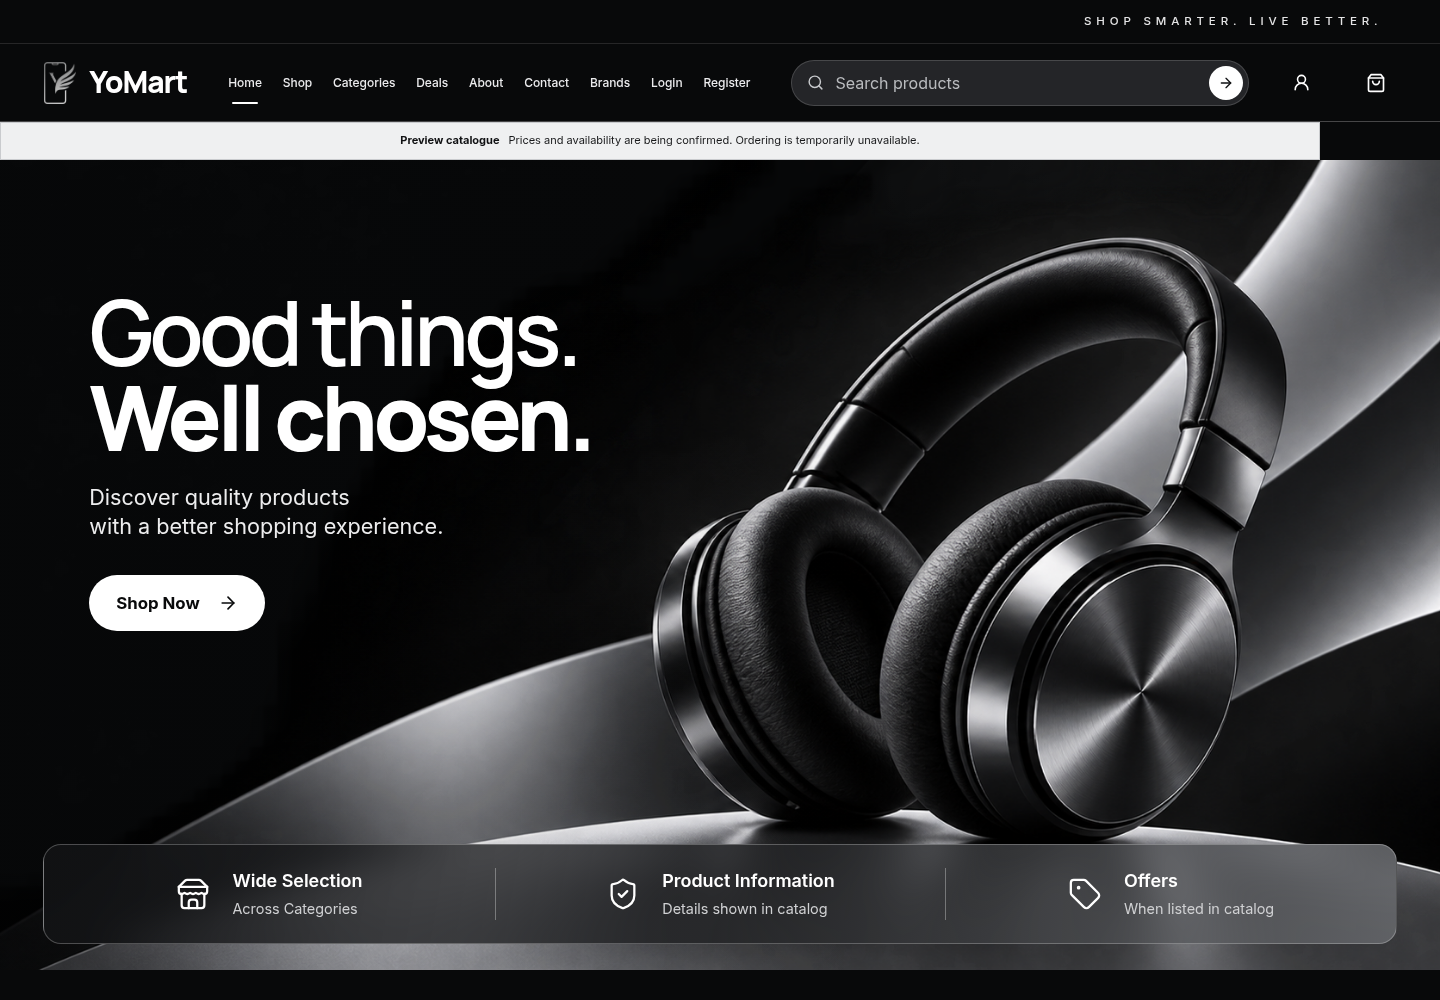 SHOP SMARTER. LIVE BETTER.
YoMart
Home Shop Categories Deals About Contact Brands Login Register
Search products
Preview catalogue Prices and availability are being confirmed. Ordering is temporarily unavailable.
Good things.
Well chosen.
Discover quality products
with a better shopping experience.
Shop Now
Wide Selection
Across Categories
Product Information
Details shown in catalog
Offers
When listed in catalog